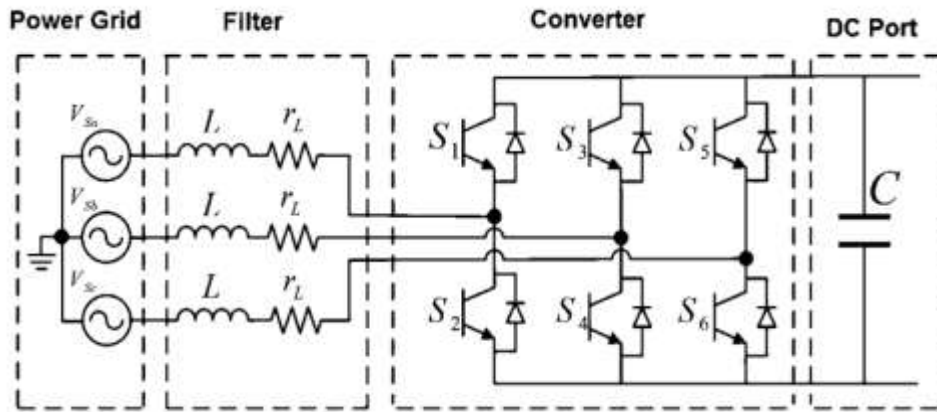 Power Grid
Filter
Converter
DC Port
V_Sa
L
r_L
S_1
S_3
S_5
C
V_Sb
L
r_L
V_Sc
L
r_L
S_2
S_4
S_6